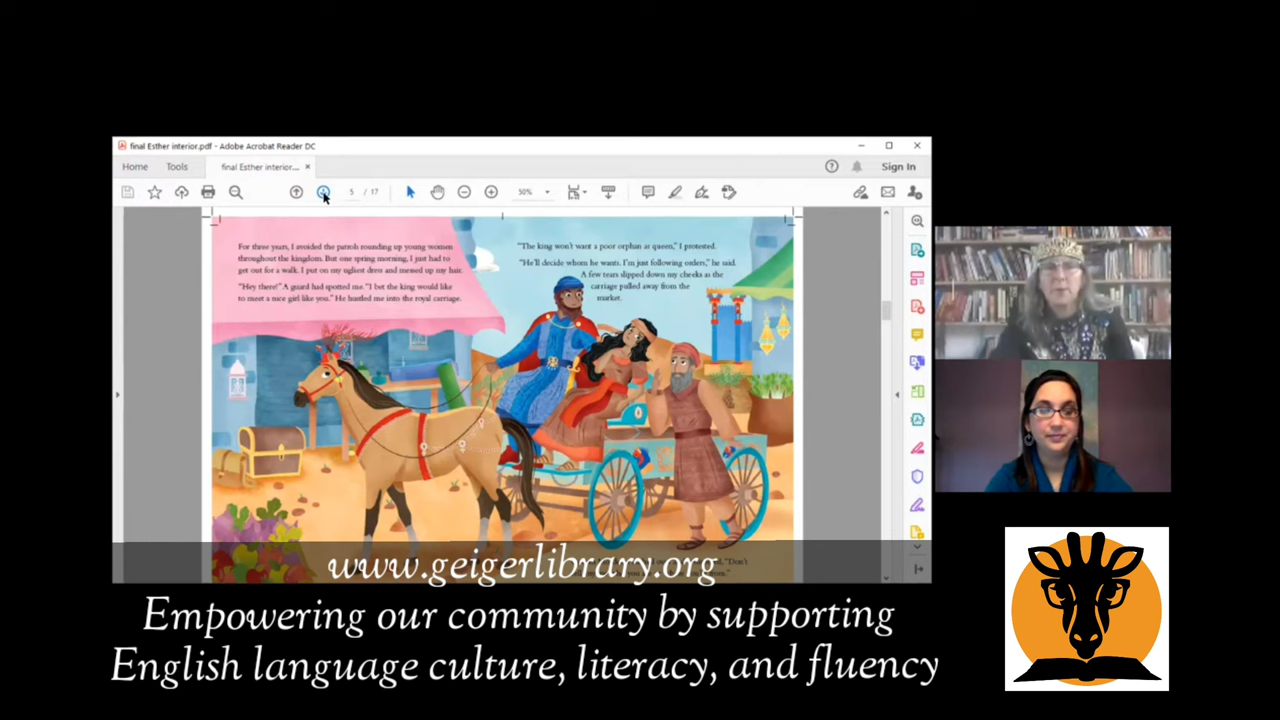 final Esther interior.pdf - Adobe Acrobat Reader DC
Home Tools final Esther interior.... × Sign In
5 / 17 50%
For three years, I avoided the patrols rounding up young women
throughout the kingdom. But one spring morning, I just had to
get out for a walk. I put on my ugliest dress and messed up my hair.
"Hey there!" A guard had spotted me. "I bet the king would like
to meet a nice girl like you." He hustled me into the royal carriage.
"The king won't want a poor orphan as queen," I protested.
"He'll decide whom he wants. I'm just following orders," he said.
A few tears slipped down my cheeks as the
carriage pulled away from the
market.
"Don't
www.geigerlibrary.org
Empowering our community by supporting
English language culture, literacy, and fluency